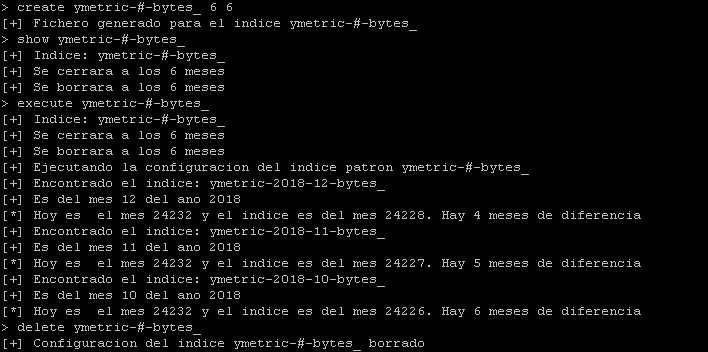 > create ymetric-#-bytes_ 6 6
[+] Fichero generado para el indice ymetric-#-bytes_
> show ymetric-#-bytes_
[+] Indice: ymetric-#-bytes_
[+] Se cerrara a los 6 meses
[+] Se borrara a los 6 meses
> execute ymetric-#-bytes_
[+] Indice: ymetric-#-bytes_
[+] Se cerrara a los 6 meses
[+] Se borrara a los 6 meses
[+] Ejecutando la configuracion del indice patron ymetric-#-bytes_
[+] Encontrado el indice: ymetric-2018-12-bytes_
[+] Es del mes 12 del ano 2018
[*] Hoy es  el mes 24232 y el indice es del mes 24228. Hay 4 meses de diferencia
[+] Encontrado el indice: ymetric-2018-11-bytes_
[+] Es del mes 11 del ano 2018
[*] Hoy es  el mes 24232 y el indice es del mes 24227. Hay 5 meses de diferencia
[+] Encontrado el indice: ymetric-2018-10-bytes_
[+] Es del mes 10 del ano 2018
[*] Hoy es  el mes 24232 y el indice es del mes 24226. Hay 6 meses de diferencia
> delete ymetric-#-bytes_
[+] Configuracion del indice ymetric-#-bytes_ borrado